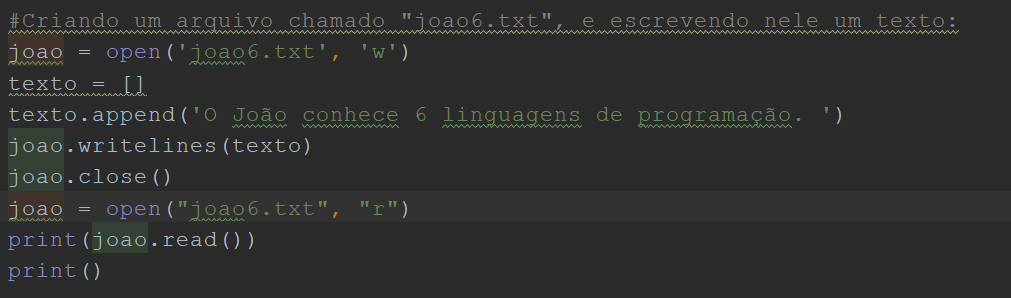 #Criando um arquivo chamado "joao6.txt", e escrevendo nele um texto:
joao = open('joao6.txt', 'w')
texto = []
texto.append('O João conhece 6 linguagens de programação. ')
joao.writelines(texto)
joao.close()
joao = open("joao6.txt", "r")
print(joao.read())
print()